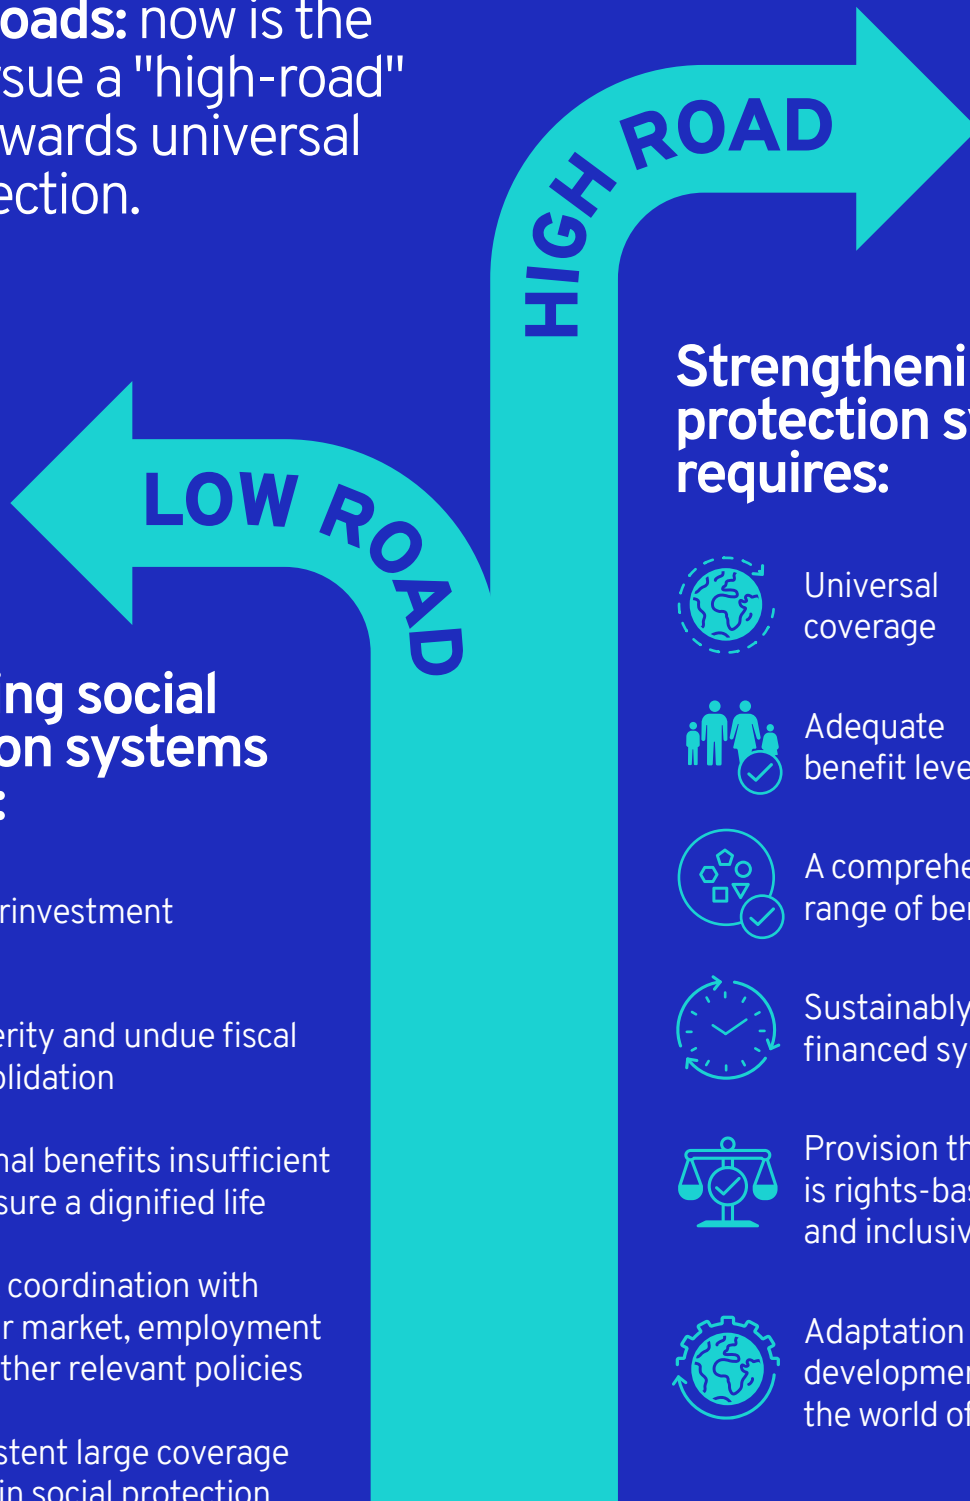 oads: now is the
rsue a "high-road"
wards universal
ection.
HIGH ROAD
LOW ROAD
ing social
on systems
:
rinvestment
erity and undue fiscal
olidation
nal benefits insufficient
sure a dignified life
coordination with
r market, employment
ther relevant policies
stent large coverage
in social protection
Strengtheni
protection sy
requires:
Universal
coverage
Adequate
benefit leve
A comprehe
range of ber
Sustainably
financed sy
Provision th
is rights-bas
and inclusiv
Adaptation
developmen
the world of